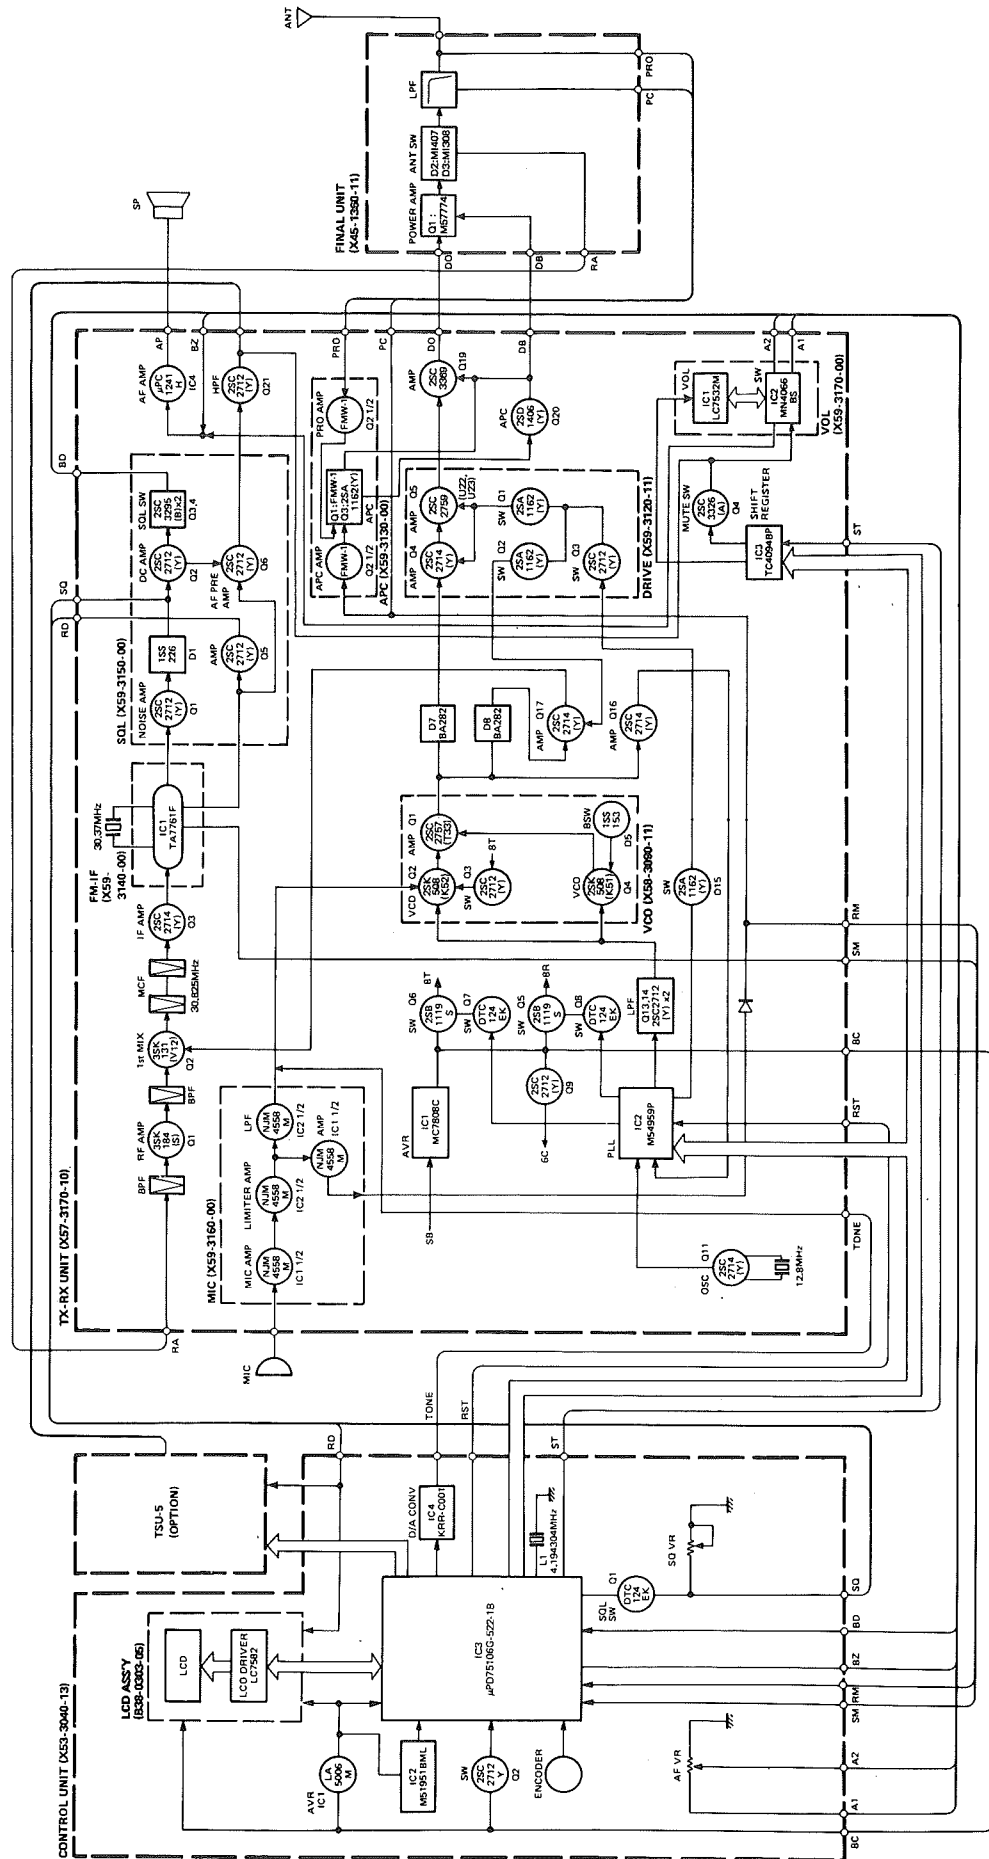 CONTROL UNIT (X53-3040-13)
LCD ASS'Y
(B38-0303-05)
LCD
LCD DRIVER
LC7582
TSU-5
(OPTION)
AVR
IC1
LA
5006
M
IC2
M51951BML
SW
2SC
2712
Y
Q2
ENCODER
IC3
μPD75106G-522-1B
D/A CONV
IC4
KRR-C001
L1
4.194304MHz
SQL
SW
Q1
DTC
124
EK
SQ VR
AF VR
RD
TONE
RST
ST
8C
A1
A2
SM
RM
BZ
BD
SQ
TX-RX UNIT (X57-3170-10)
RA
MIC
BPF
RF AMP
3SK
184
(S)
Q1
BPF
1st MIX
3SK
131
(V12)
Q2
MCF
30.825MHz
IF AMP
2SC
2714
(Y)
Q3
FM-IF
(X59-
3140-00)
30.37MHz
IC1
TA7761F
SQL (X59-3150-00)
NOISE AMP
2SC
2712
(Y)
Q1
1SS
226
D1
DC AMP
2SC
2712
(Y)
Q2
SQL SW
2SC
3295
(B)x2
Q3,4
AMP
2SC
2712
(Y)
Q5
AF PRE
AMP
2SC
2712
(Y)
Q6
RD
SQ
BD
AF AMP
μPC
1241
H
IC4
HPF
2SC
2712
(Y)
Q21
AP
BZ
SP
MIC (X59-3160-00)
MIC AMP
NJM
4558
M
IC1 1/2
LIMITER AMP
NJM
4558
M
IC2 1/2
LPF
NJM
4558
M
IC2 1/2
AMP
NJM
4558
M
IC1 1/2
APC (X59-3130-00)
APC AMP
FMW-1
Q2 1/2
Q1:FMW-1
Q3:2SA
1162(Y)
APC
PRO AMP
FMW-1
Q2 1/2
PRO
PC
DO
DB
AMP
2SC
3369
Q19
APC
2SD
1406
(Y)
Q20
DRIVE (X59-3120-11)
AMP
Q4
2SC
2714
(Y)
AMP
Q5
2SC
2759
(U22,
U23)
SW
Q2
2SA
1162
(Y)
SW
Q1
2SA
1162
(Y)
SW
Q3
2SC
2712
(Y)
VCO (X58-3090-11)
VCO
Q2
2SK
508
(K52)
AMP
Q1
2SC
2757
(T33)
SW
Q3
2SC
2712
(Y)
8T
VCO
2SK
508
(K51)
Q4
BSW
1SS
153
D5
D7
BA282
D8
BA282
AMP
Q17
2SC
2714
(Y)
AMP
Q16
2SC
2714
(Y)
AVR
IC1
MC7808C
SB
SW
Q6
2SB
1119
S
8T
SW
Q7
DTC
124
EK
SW
Q5
2SB
1119
S
8R
SW
Q8
DTC
124
EK
2SC
2712
(Y)
Q9
6C
LPF
Q13,14
2SC2712
(Y) x2
SW
2SA
1162
(Y)
PLL
IC2
M54959P
OSC
Q11
2SC
2714
(Y)
12.8MHz
VOL
IC1
LC7532M
SW
IC2
MN4066
BS
VOL
(X59-3170-00)
A2
A1
MUTE SW
2SC
3326
(A)
Q4
SHIFT
REGISTER
IC3
TC4094BP
TONE
RST
8C
SM
RM
ST
FINAL UNIT
(X45-1360-11)
POWER AMP
Q1 :
M57774
ANT SW
D2:MI407
D3:MI308
LPF
ANT
DO
DB
RA
PC
PRO